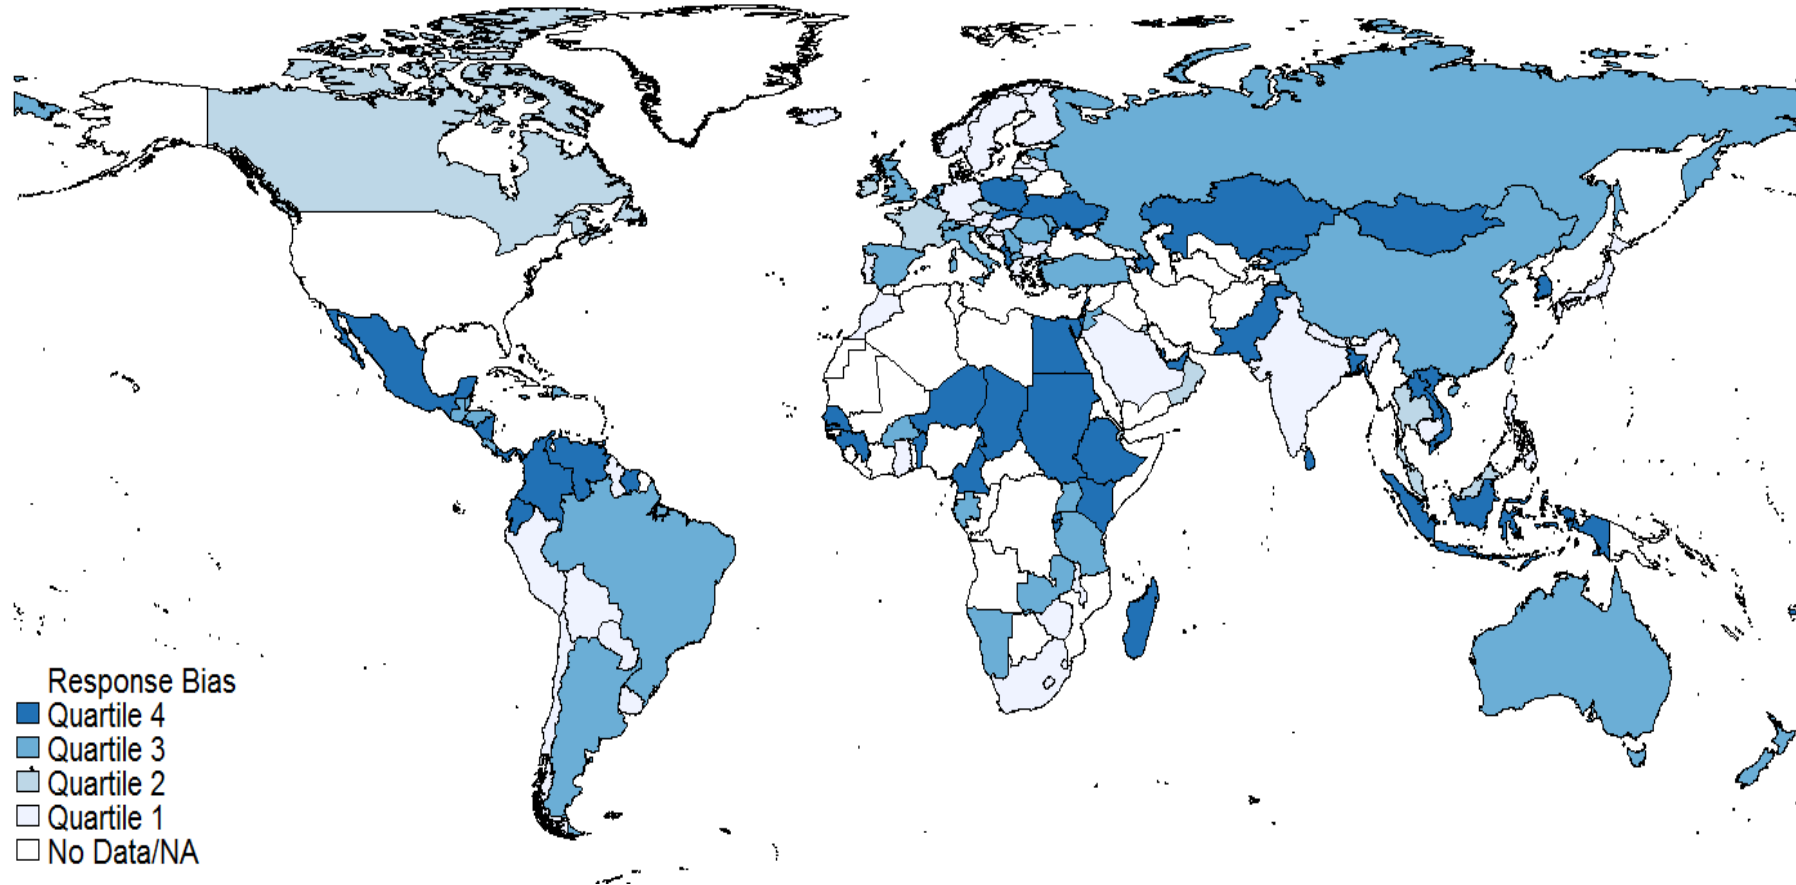 Response Bias
Quartile 4
Quartile 3
Quartile 2
Quartile 1
No Data/NA